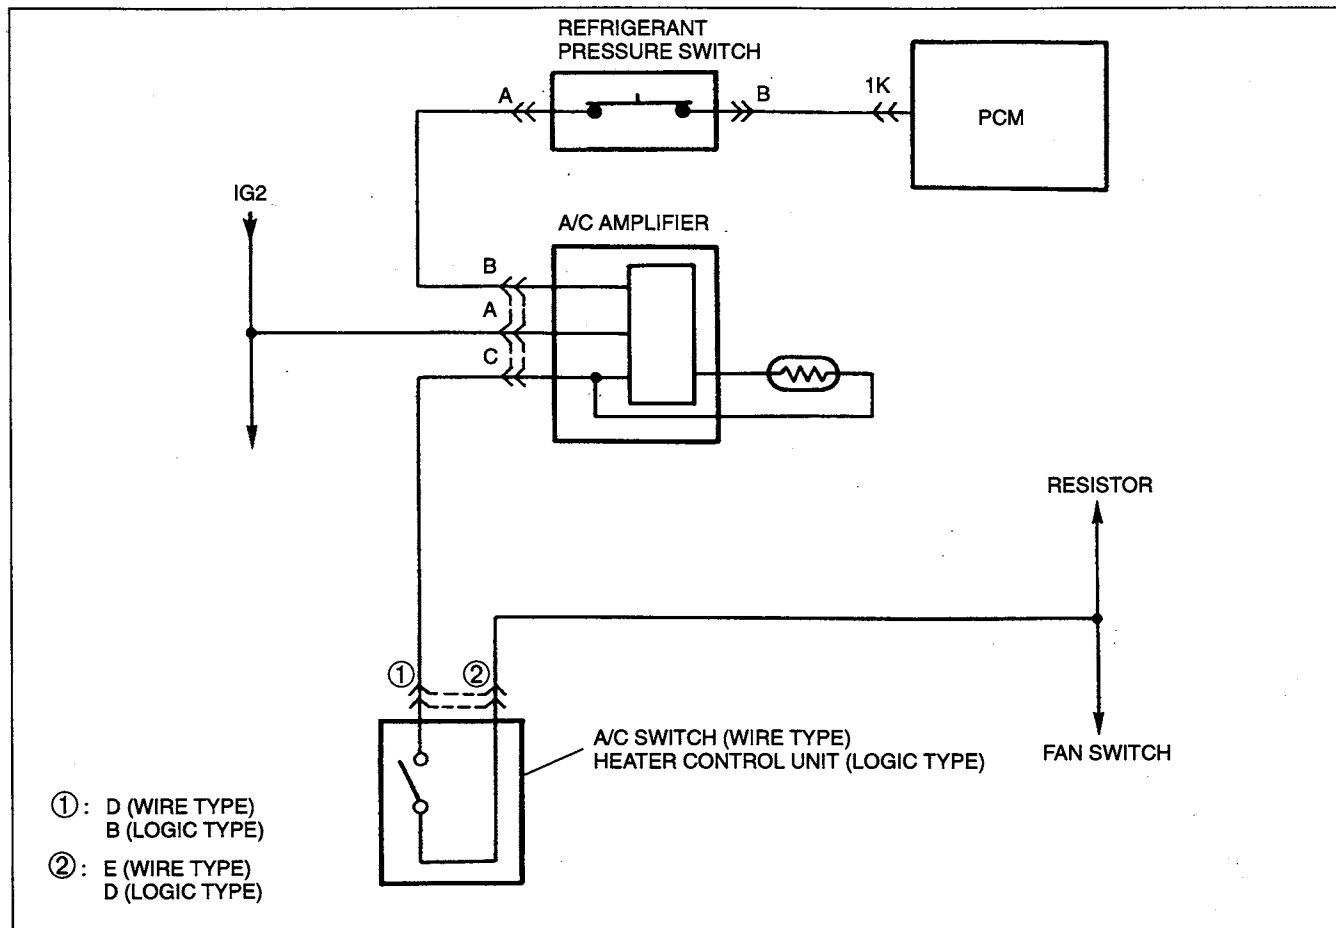 REFRIGERANT
PRESSURE SWITCH
A
B
1K
PCM
IG2
A/C AMPLIFIER
B
A
C
RESISTOR
① ②
A/C SWITCH (WIRE TYPE)
HEATER CONTROL UNIT (LOGIC TYPE)
FAN SWITCH
① : D (WIRE TYPE)
B (LOGIC TYPE)
② : E (WIRE TYPE)
D (LOGIC TYPE)